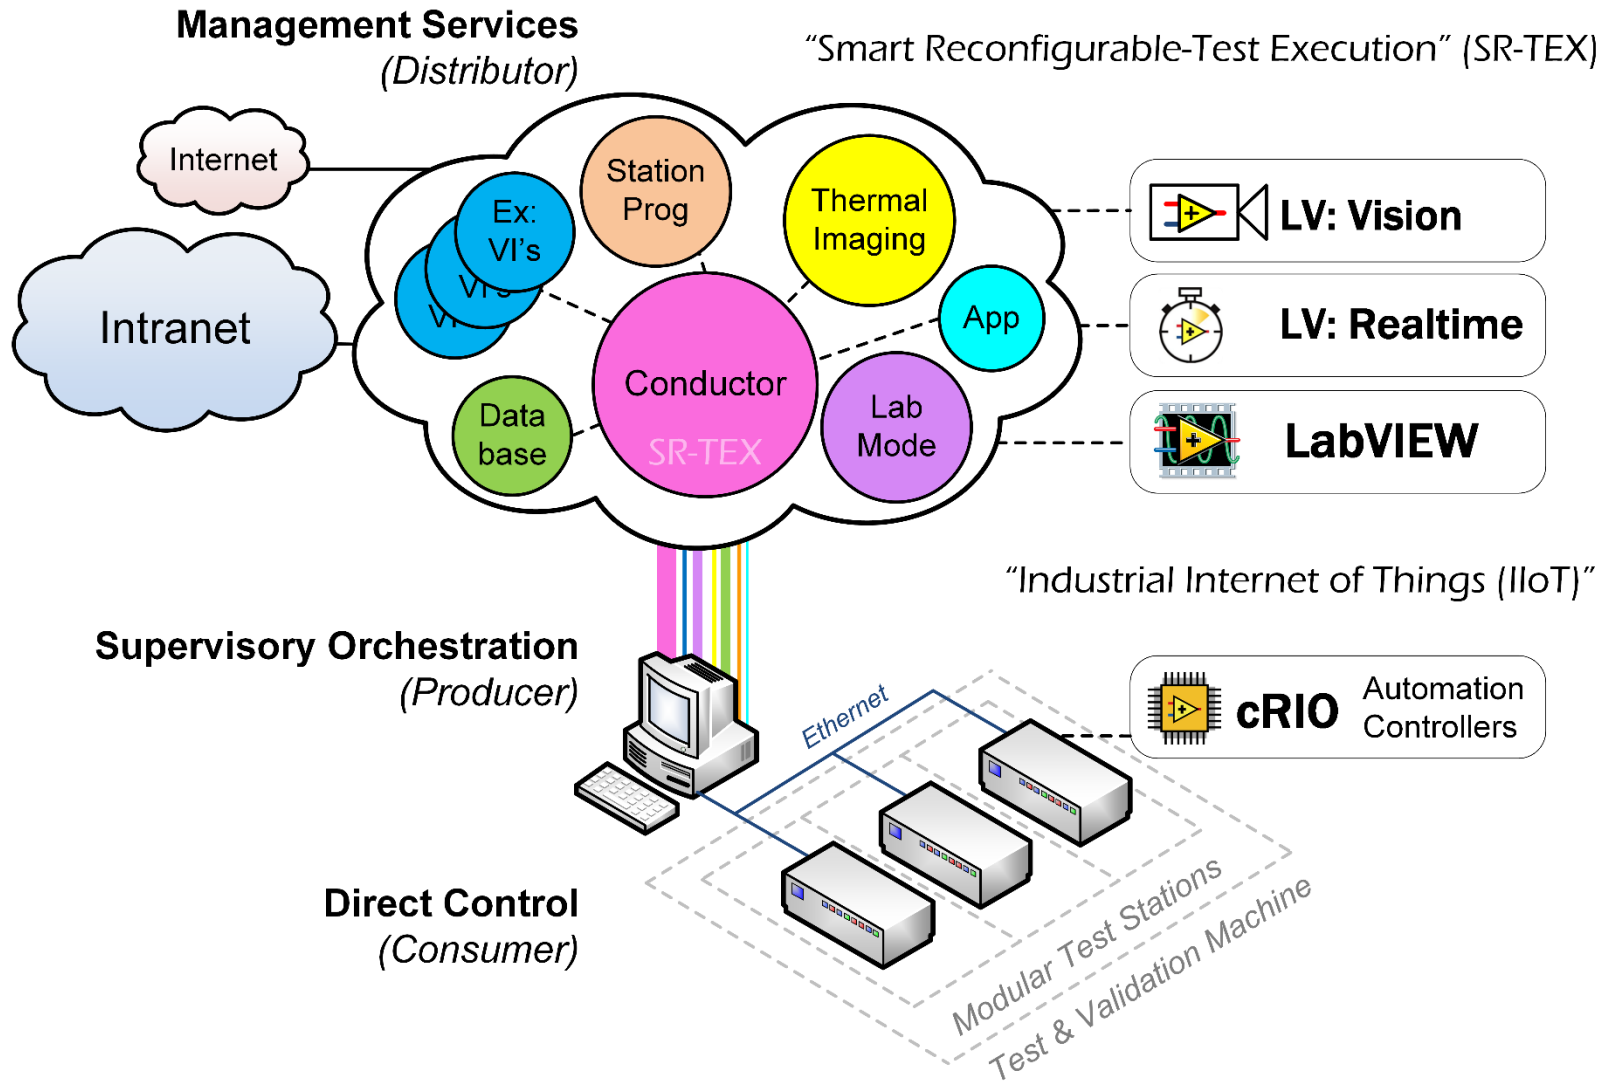 Management Services
(Distributor)
“Smart Reconfigurable-Test Execution” (SR-TEX)
Internet
Intranet
Ex:
VI's
VI's
VI
Station
Prog
Thermal
Imaging
App
Conductor
SR-TEX
Lab
Mode
Data
base
LV: Vision
LV: Realtime
LabVIEW
“Industrial Internet of Things (IIoT)”
Supervisory Orchestration
(Producer)
Ethernet
cRIO
Automation
Controllers
Direct Control
(Consumer)
Modular Test Stations
Test & Validation Machine